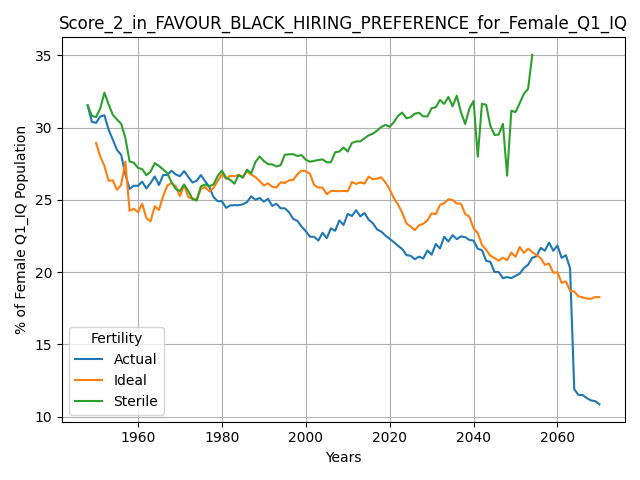 Score_2_in_FAVOUR_BLACK_HIRING_PREFERENCE_for_Female_Q1_IQ
% of Female Q1_IQ Population
35
30
25
20
15
10
Fertility
Actual
Ideal
Sterile
1960
1980
2000
2020
2040
2060
Years